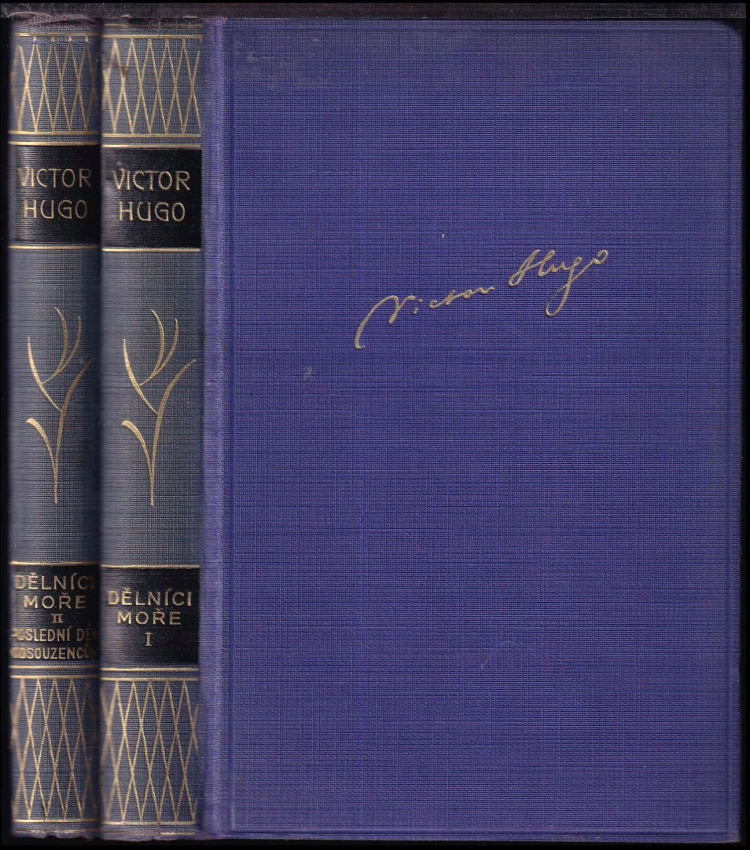 VICTOR
HUGO
DĚLNÍCI
MOŘE
II
POSLEDNÍ DEN
ODSOUZENCŮV
VICTOR
HUGO
DĚLNÍCI
MOŘE
I
Victor Hugo